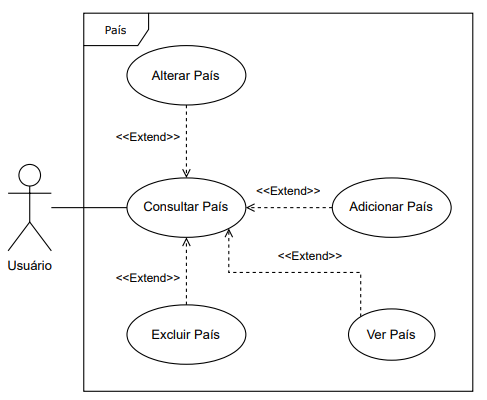 País
Alterar País
<<Extend>>
Consultar País
<<Extend>>
Adicionar País
Usuário
<<Extend>>
<<Extend>>
Excluir País
Ver País